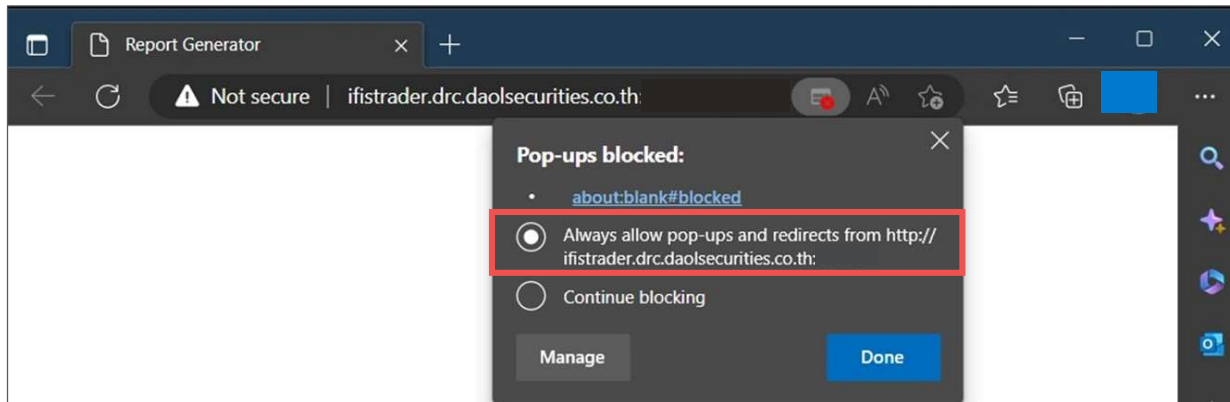 Report Generator
Not secure | ifistrader.drc.daolsecurities.co.th:
Pop-ups blocked:
• about:blank#blocked
Always allow pop-ups and redirects from http://
ifistrader.drc.daolsecurities.co.th:
Continue blocking
Manage
Done